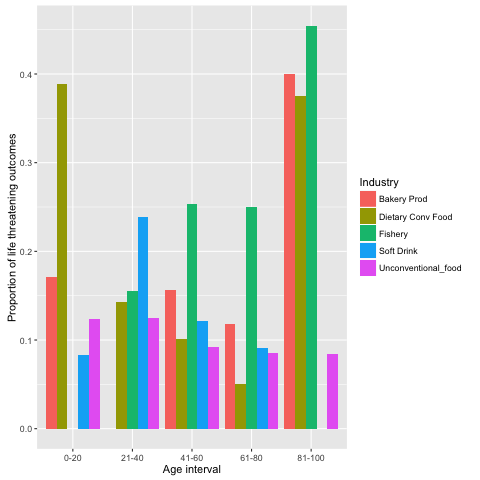 Proportion of life threatening outcomes
0.4
0.3
0.2
0.1
0.0
0-20 21-40 41-60 61-80 81-100
Age interval
Industry
Bakery Prod
Dietary Conv Food
Fishery
Soft Drink
Unconventional_food